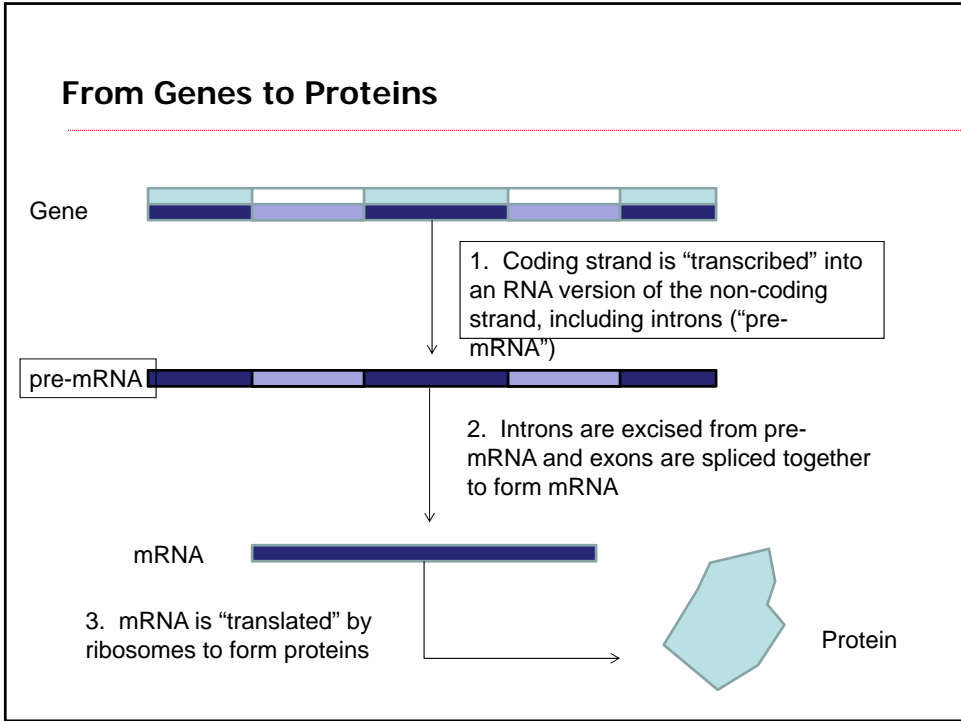 From Genes to Proteins
Gene
1. Coding strand is “transcribed” into
an RNA version of the non-coding
strand, including introns (“pre-
mRNA”)
pre-mRNA
2. Introns are excised from pre-
mRNA and exons are spliced together
to form mRNA
mRNA
3. mRNA is “translated” by
ribosomes to form proteins
Protein